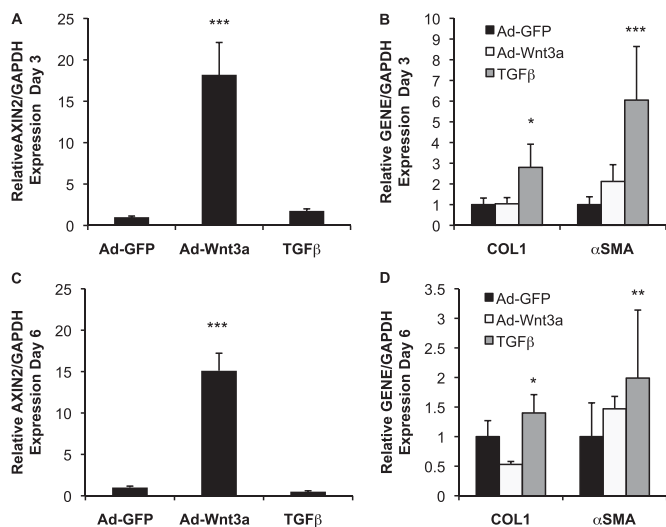 A
RelativeAXIN2/GAPDH
Expression Day 3
25
20
15
10
5
0
***
Ad-GFP
Ad-Wnt3a
TGFβ
B
Relative GENE/GAPDH
Expression Day 3
10
9
8
7
6
5
4
3
2
1
0
Ad-GFP
Ad-Wnt3a
TGFβ
*
***
COL1
αSMA
C
Relative AXIN2/GAPDH
Expression Day 6
25
20
15
10
5
0
***
Ad-GFP
Ad-Wnt3a
TGFβ
D
Relative GENE/GAPDH
Expression Day 6
3.5
3
2.5
2
1.5
1
0.5
0
Ad-GFP
Ad-Wnt3a
TGFβ
*
**
COL1
αSMA